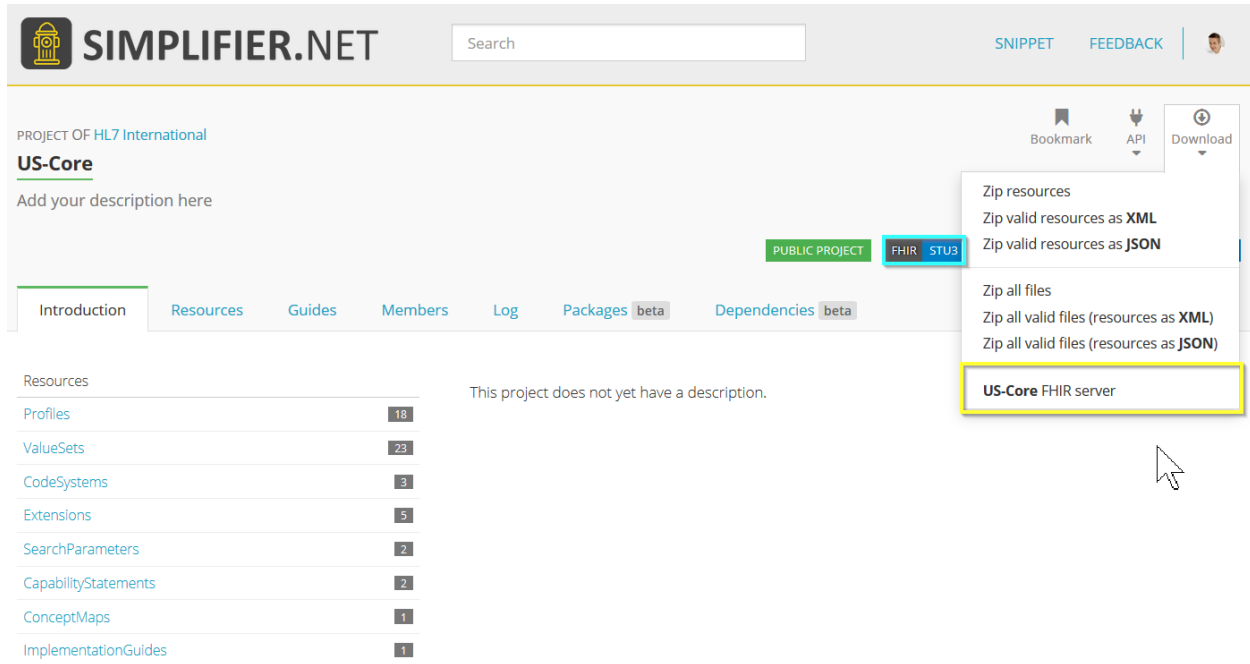 SIMPLIFIER.NET
Search
SNIPPET
FEEDBACK
PROJECT OF HL7 International
US-Core
Add your description here
Bookmark
API
Download
Zip resources
Zip valid resources as XML
Zip valid resources as JSON
Zip all files
Zip all valid files (resources as XML)
Zip all valid files (resources as JSON)
US-Core FHIR server
PUBLIC PROJECT
FHIR STU3
Introduction
Resources
Guides
Members
Log
Packages beta
Dependencies beta
Resources
Profiles 18
ValueSets 23
CodeSystems 3
Extensions 5
SearchParameters 2
CapabilityStatements 2
ConceptMaps 1
ImplementationGuides 1
This project does not yet have a description.